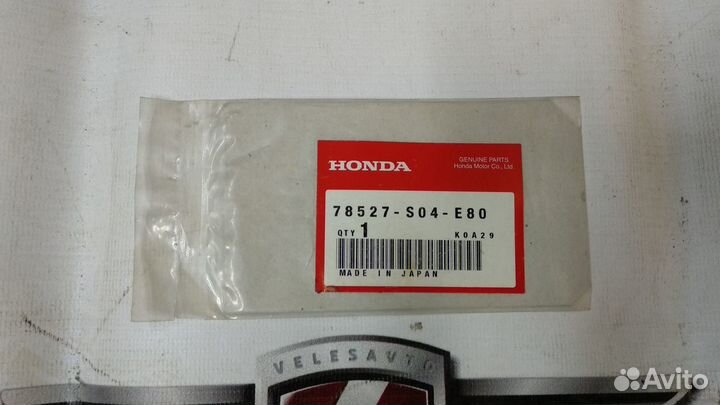 HONDA
GENUINE PARTS
Honda Motor Co., Ltd.
78527-S04-E80
QTY 1 K0A29
MADE IN JAPAN
VELESAVTO
Avito